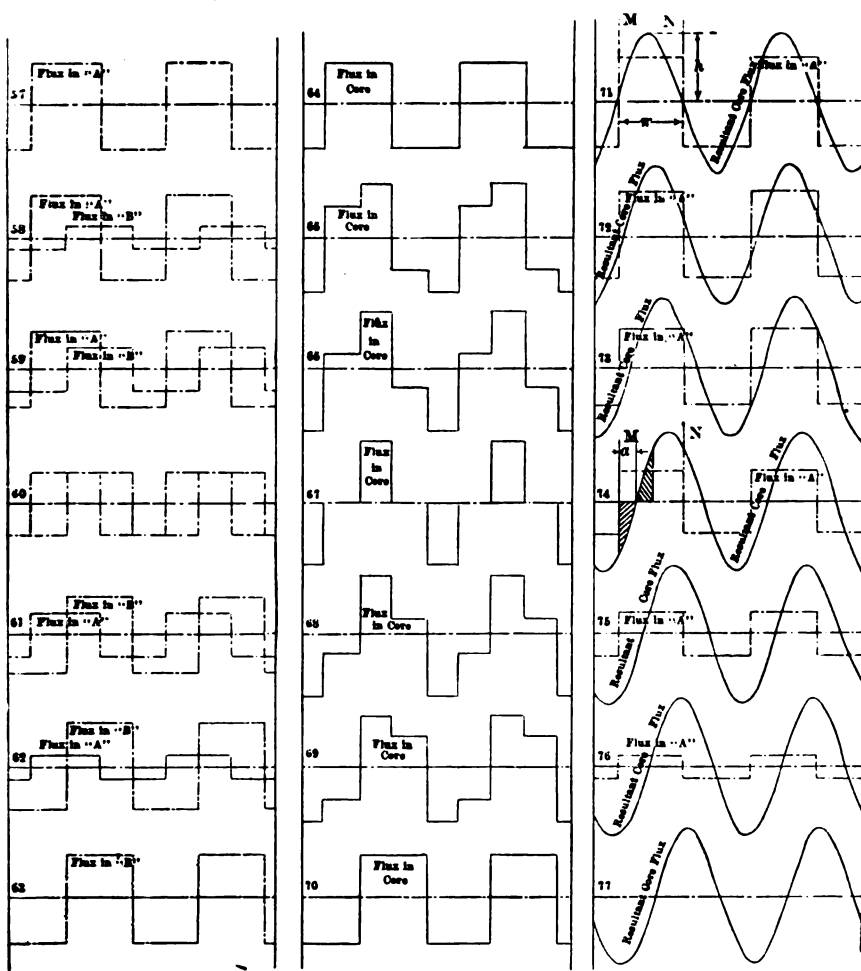 57
Flux in "A"
58
Flux in "A"
Flux in "B"
59
Flux in "A"
Flux in "B"
60
61
Flux in "B"
Flux in "A"
62
Flux in "B"
Flux in "A"
63
Flux in "B"
64
Flux in
Core
65
Flux in
Core
66
Flux
in
Core
67
Flux
in
Core
68
Flux
in Core
69
Flux in
Core
70
Flux in
Core
M N
71
h
π
Resultant Core Flux
Flux in "A"
72
Resultant Core Flux
Flux in "A"
73
Resultant Core Flux
Flux in "A"
M N
74
α
Resultant Core Flux
Flux in "A"
75
Resultant Core Flux
Flux in "A"
76
Resultant Core Flux
Flux in "A"
77
Resultant Core Flux